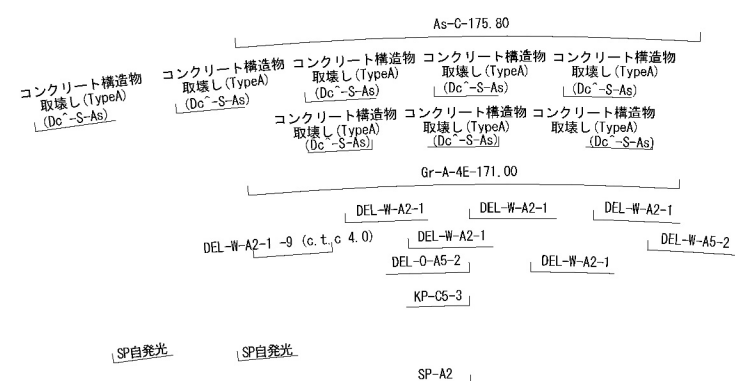 As-C-175.80
コンクリート構造物
取壊し(TypeA)
(Dc^-S-As)
コンクリート構造物
取壊し(TypeA)
(Dc^-S-As)
コンクリート構造物
取壊し(TypeA)
(Dc^-S-As)
コンクリート構造物
取壊し(TypeA)
(Dc^-S-As)
コンクリート構造物
取壊し(TypeA)
(Dc^-S-As)
コンクリート構造物
取壊し(TypeA)
(Dc^-S-As)
コンクリート構造物
取壊し(TypeA)
(Dc^-S-As)
コンクリート構造物
取壊し(TypeA)
(Dc^-S-As)
Gr-A-4E-171.00
DEL-W-A2-1
DEL-W-A2-1
DEL-W-A2-1
DEL-W-A2-1 -9 (c.t.c 4.0)
DEL-W-A2-1
DEL-W-A5-2
DEL-O-A5-2
DEL-W-A2-1
KP-C5-3
SP自発光
SP自発光
SP-A2